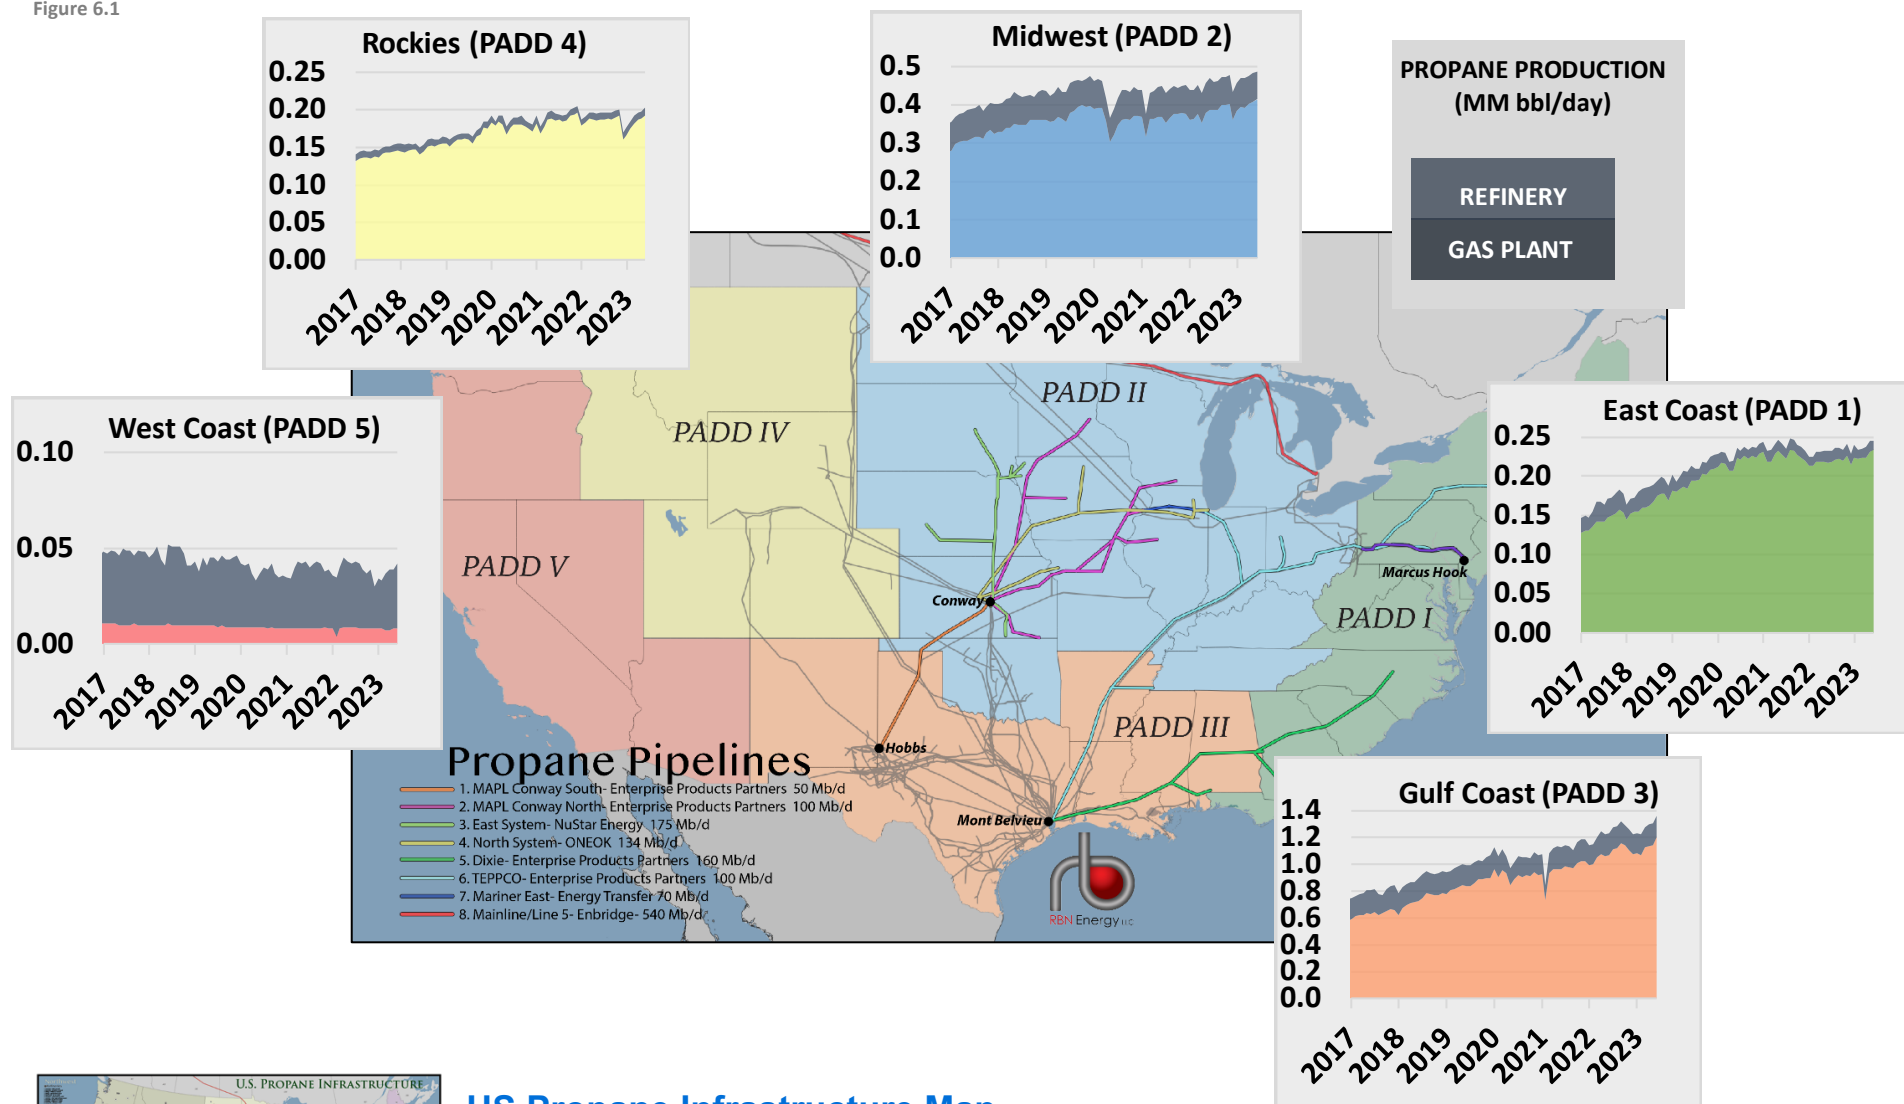 Figure 6.1
Rockies (PADD 4)
0.25
0.20
0.15
0.10
0.05
0.00
2017
2018
2019
2020
2021
2022
2023
Midwest (PADD 2)
0.5
0.4
0.3
0.2
0.1
0.0
2017
2018
2019
2020
2021
2022
2023
PROPANE PRODUCTION
(MM bbl/day)
REFINERY
GAS PLANT
West Coast (PADD 5)
0.10
0.05
0.00
2017
2018
2019
2020
2021
2022
2023
East Coast (PADD 1)
0.25
0.20
0.15
0.10
0.05
0.00
2017
2018
2019
2020
2021
2022
2023
PADD II
PADD IV
PADD V
PADD I
PADD III
Conway
Marcus Hook
Hobbs
Mont Belvieu
Propane Pipelines
1. MAPL Conway South- Enterprise Products Partners 50 Mb/d
2. MAPL Conway North- Enterprise Products Partners 100 Mb/d
3. East System- NuStar Energy 175 Mb/d
4. North System- ONEOK 134 Mb/d
5. Dixie- Enterprise Products Partners 160 Mb/d
6. TEPPCO- Enterprise Products Partners 100 Mb/d
7. Mariner East- Energy Transfer 70 Mb/d
8. Mainline/Line 5- Enbridge- 540 Mb/d
RBN Energy LLC
Gulf Coast (PADD 3)
1.4
1.2
1.0
0.8
0.6
0.4
0.2
0.0
2017
2018
2019
2020
2021
2022
2023
U.S. PROPANE INFRASTRUCTURE
US Propane Infrastructure Map